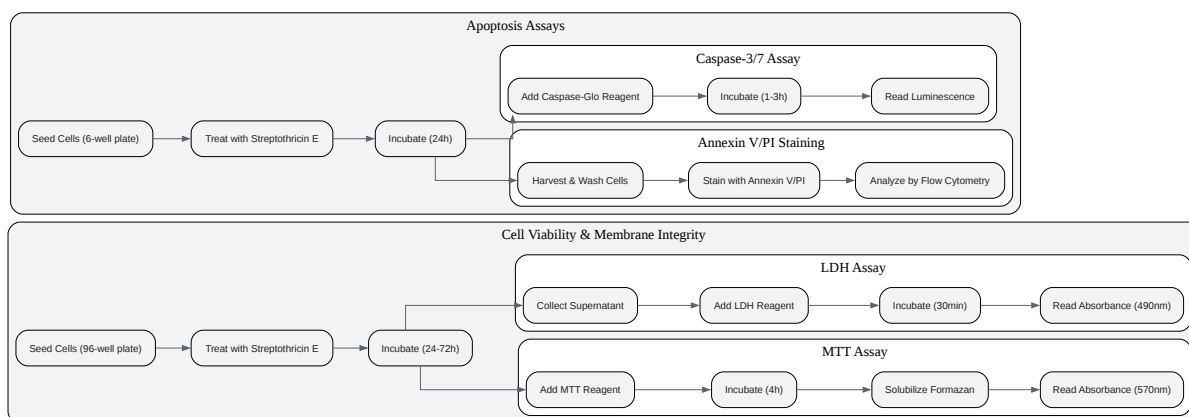 Apoptosis Assays
Caspase-3/7 Assay
Add Caspase-Glo Reagent
Incubate (1-3h)
Read Luminescence
Seed Cells (6-well plate)
Treat with Streptothricin E
Incubate (24h)
Annexin V/PI Staining
Harvest & Wash Cells
Stain with Annexin V/PI
Analyze by Flow Cytometry
Cell Viability & Membrane Integrity
LDH Assay
Collect Supernatant
Add LDH Reagent
Incubate (30min)
Read Absorbance (490nm)
Seed Cells (96-well plate)
Treat with Streptothricin E
Incubate (24-72h)
MTT Assay
Add MTT Reagent
Incubate (4h)
Solubilize Formazan
Read Absorbance (570nm)